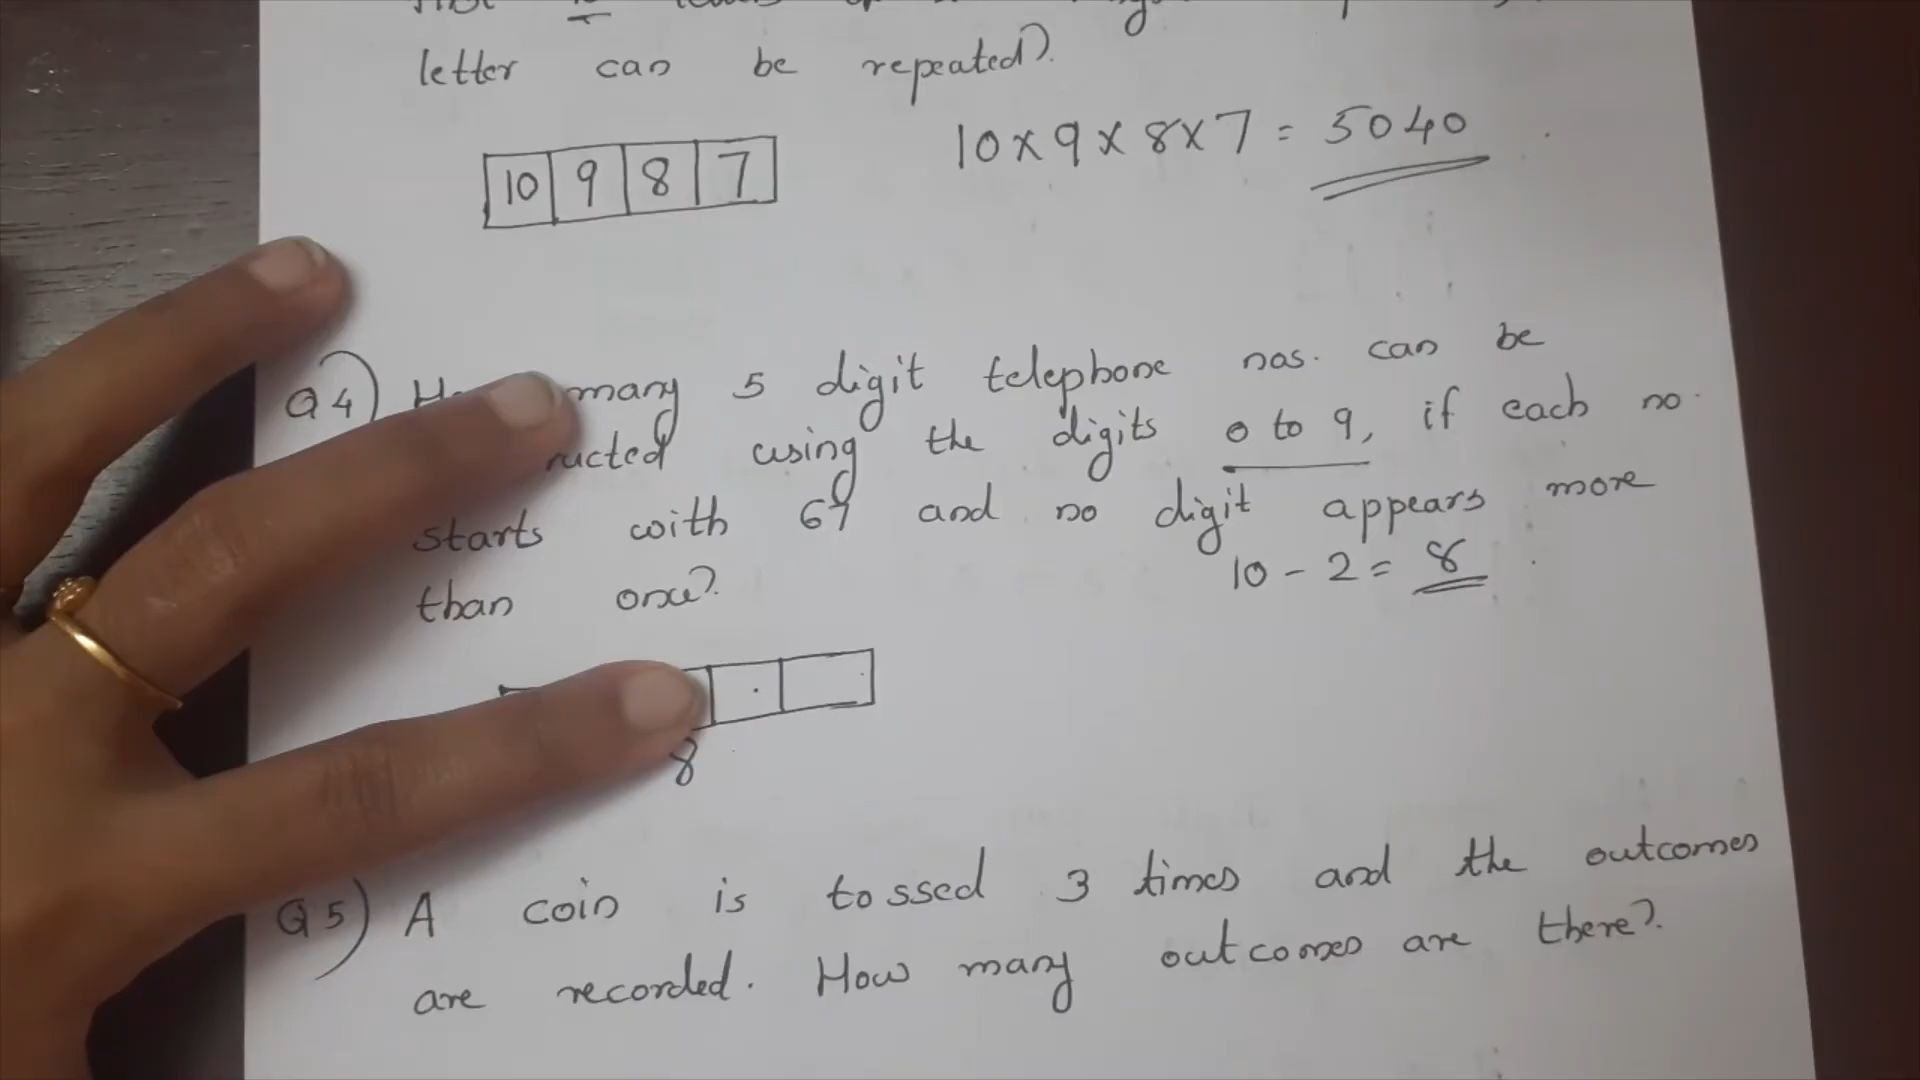 letter can be repeated?
10 9 8 7
10 × 9 × 8 × 7 = 5040
Q4) many 5 digit telephone nos. can be
ructed using the digits 0 to 9, if each no.
starts with 67 and no digit appears more
than once?
10 - 2 = 8
8
Q5) A coin is tossed 3 times and the outcomes
are recorded. How many outcomes are there?